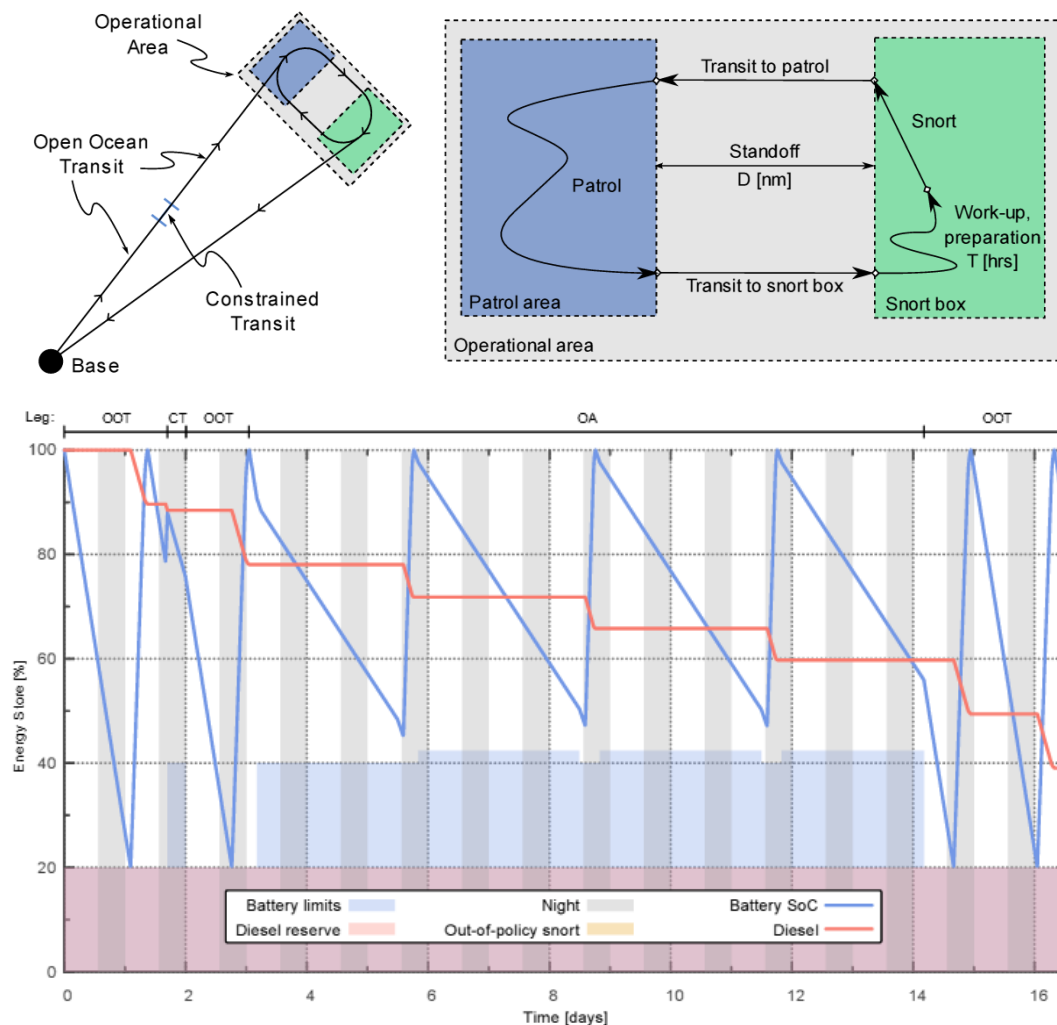 Operational
Area
Open Ocean
Transit
Constrained
Transit
Base
Transit to patrol
Snort
Standoff
D [nm]
Patrol
Work-up,
preparation
T [hrs]
Transit to snort box
Patrol area
Snort box
Operational area
Leg: OOT CT OOT OA OOT
100
80
60
40
20
0
Energy Store [%]
Battery limits Night Battery SoC
Diesel reserve Out-of-policy snort Diesel
0 2 4 6 8 10 12 14 16
Time [days]